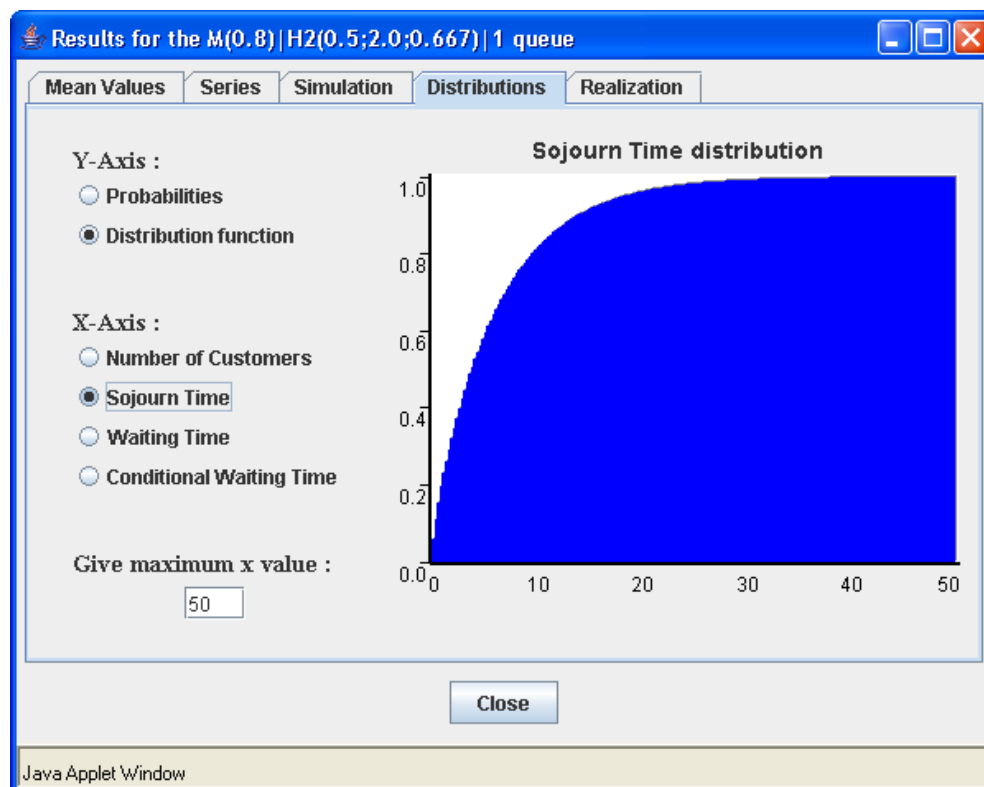 Results for the M(0.8)|H2(0.5;2.0;0.667)|1 queue
Mean Values Series Simulation Distributions Realization
Y-Axis :
Probabilities
Distribution function
X-Axis :
Number of Customers
Sojourn Time
Waiting Time
Conditional Waiting Time
Give maximum x value :
50
Sojourn Time distribution
1.0
0.8
0.6
0.4
0.2
0.0
0 10 20 30 40 50
Close
Java Applet Window